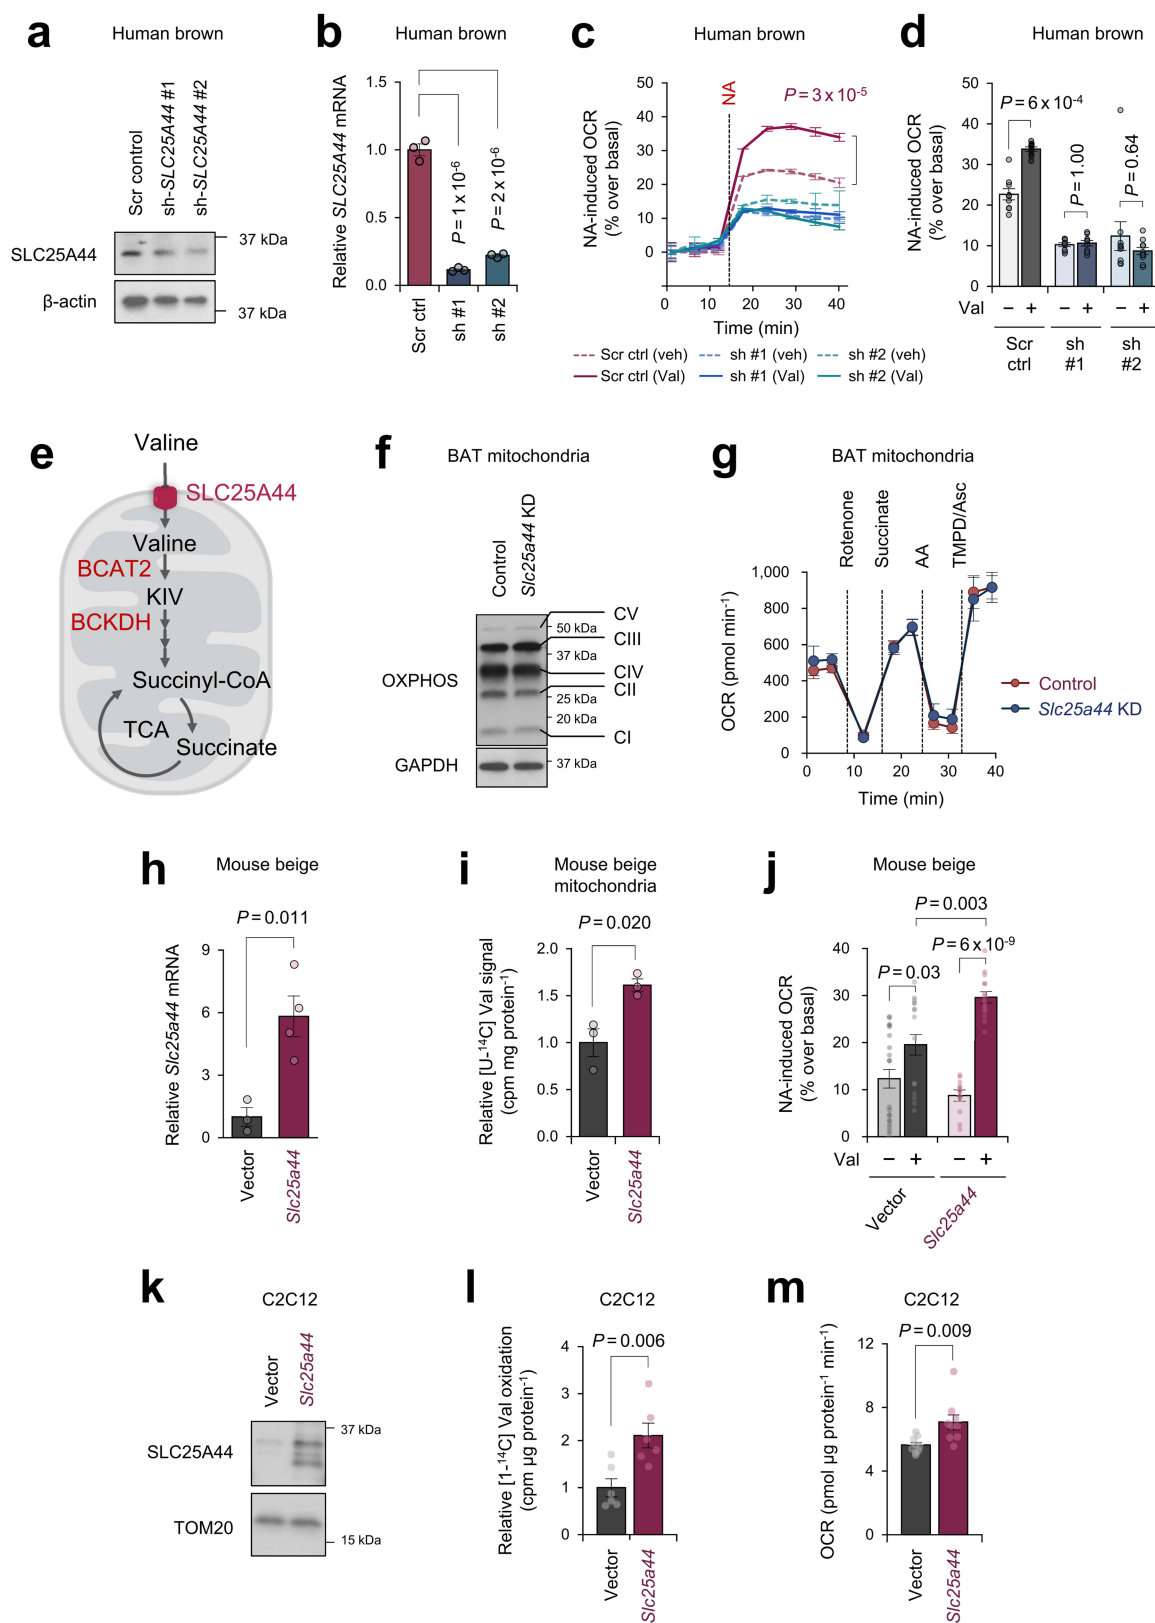 a
Human brown
Scr control
sh-SLC25A44 #1
sh-SLC25A44 #2
SLC25A44
37 kDa
β-actin
37 kDa
b
Human brown
Relative SLC25A44 mRNA
1.5
1.0
0.5
0.0
P = 1 x 10-6
P = 2 x 10-6
Scr ctrl
sh #1
sh #2
c
Human brown
NA-induced OCR
(% over basal)
50
40
30
20
10
0
NA
P = 3 x 10-5
0
10
20
30
40
Time (min)
Scr ctrl (veh)
sh #1 (veh)
sh #2 (veh)
Scr ctrl (Val)
sh #1 (Val)
sh #2 (Val)
d
Human brown
NA-induced OCR
(% over basal)
50
40
30
20
10
0
P = 6 x 10-4
P = 1.00
P = 0.64
Val
− + − + − +
Scr
ctrl
sh
#1
sh
#2
e
Valine
SLC25A44
Valine
BCAT2
KIV
BCKDH
Succinyl-CoA
TCA
Succinate
f
BAT mitochondria
Control
Slc25a44 KD
OXPHOS
CV
50 kDa
CIII
37 kDa
CIV
CII
25 kDa
20 kDa
CI
GAPDH
37 kDa
g
BAT mitochondria
Rotenone
Succinate
AA
TMPD/Asc
OCR (pmol min-1)
1,000
800
600
400
200
0
0
10
20
30
40
Time (min)
Control
Slc25a44 KD
h
Mouse beige
P = 0.011
Relative Slc25a44 mRNA
9
6
3
0
Vector
Slc25a44
i
Mouse beige
mitochondria
P = 0.020
Relative [U-14C] Val signal
(cpm mg protein-1)
2.0
1.5
1.0
0.5
0.0
Vector
Slc25a44
j
Mouse beige
P = 0.003
P = 6 x 10-9
P = 0.03
NA-induced OCR
(% over basal)
40
30
20
10
0
Val
− + − +
Vector
Slc25a44
k
C2C12
Vector
Slc25a44
SLC25A44
37 kDa
TOM20
15 kDa
l
C2C12
P = 0.006
Relative [1-14C] Val oxidation
(cpm µg protein-1)
4
3
2
1
0
Vector
Slc25a44
m
C2C12
P = 0.009
OCR (pmol µg protein-1 min-1)
12
8
4
0
Vector
Slc25a44